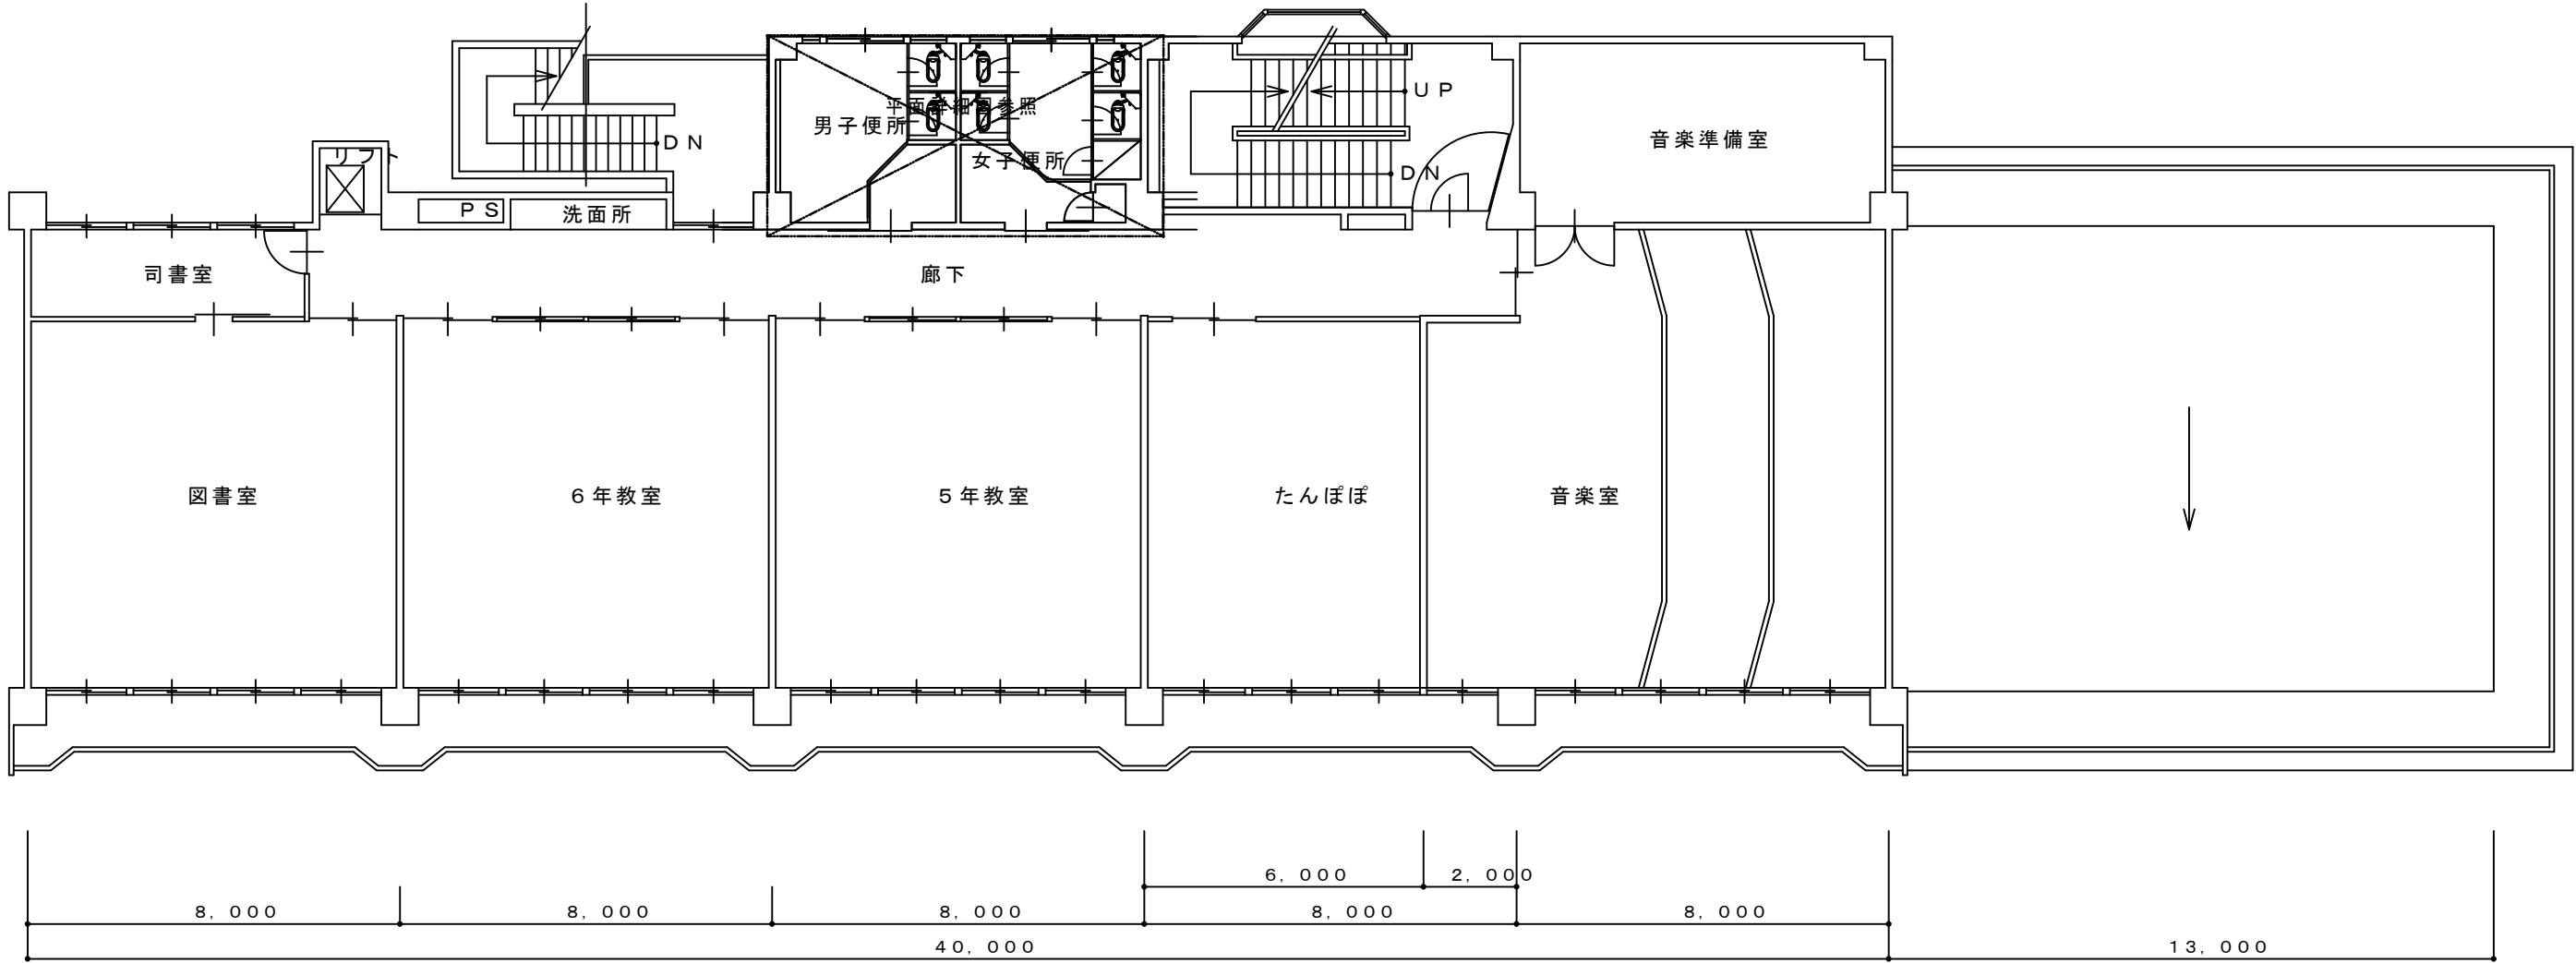 平面詳細図参照
UP
男子便所
DN
音楽準備室
リフト
女子便所
DN
PS
洗面所
司書室
廊下
図書室
6年教室
5年教室
たんぽぽ
音楽室
6,000
2,000
8,000
8,000
8,000
8,000
8,000
40,000
13,000